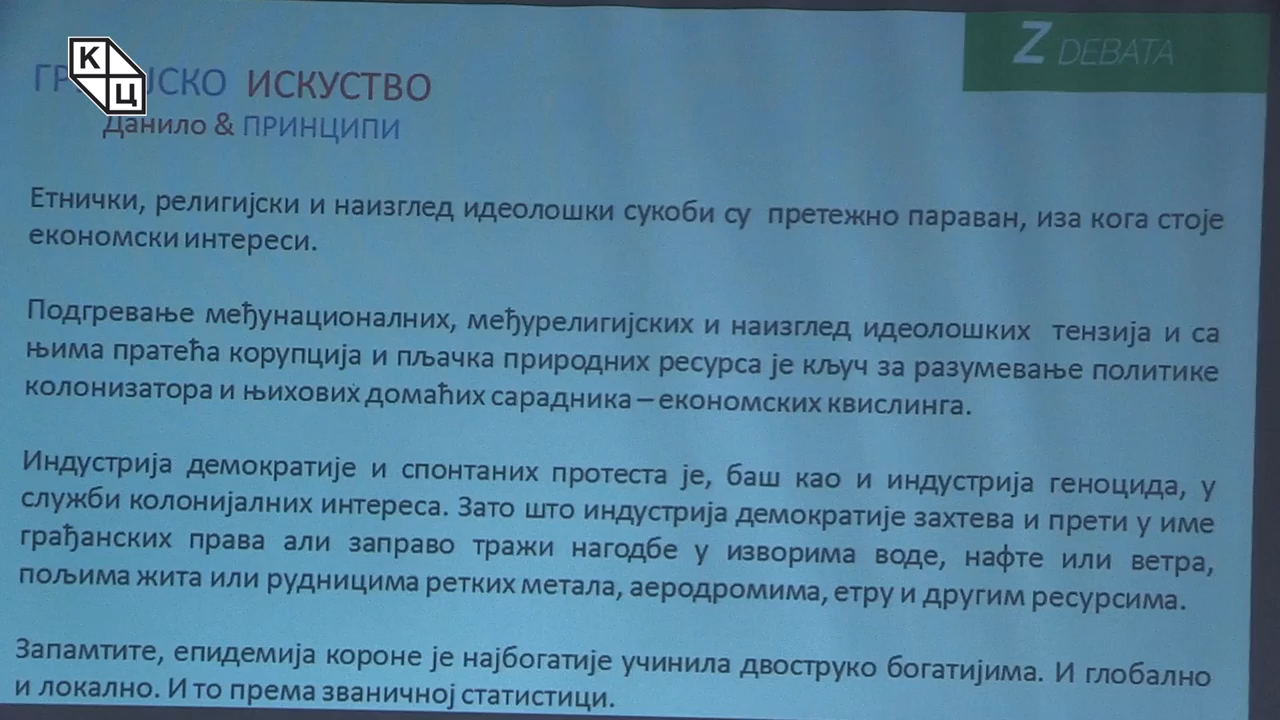 Z DEBATA
К
Ц
ИСКУСТВО
Данило & ПРИНЦИПИ
Етнички, религијски и наизглед идеолошки сукоби су претежно параван, иза кога стоје
економски интереси.
Подгревање међунационалних, међурелигијских и наизглед идеолошких тензија и са
њима пратећа корупција и пљачка природних ресурса је кључ за разумевање политике
колонизатора и њихових домаћих сарадника – економских квислинга.
Индустрија демократије и спонтаних протеста је, баш као и индустрија геноцида, у
служби колонијалних интереса. Зато што индустрија демократије захтева и прети у име
грађанских права али заправо тражи нагодбе у изворима воде, нафте или ветра,
пољима жита или рудницима ретких метала, аеродромима, етру и другим ресурсима.
Запамтите, епидемија короне је најбогатије учинила двоструко богатијима. И глобално
и локално. И то према званичној статистици.